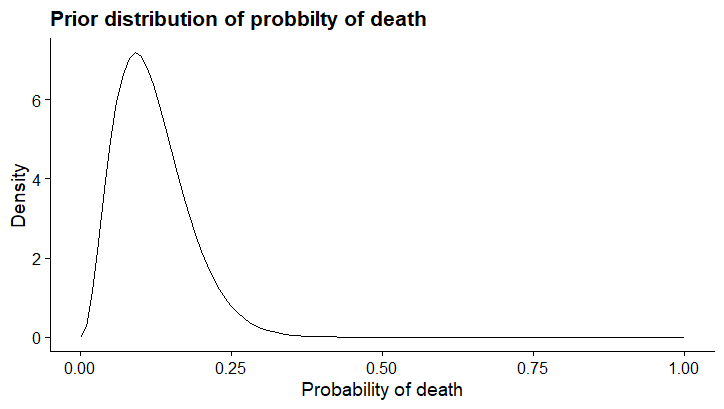 Prior distribution of probbilty of death
Density
6
4
2
0
0.00 0.25 0.50 0.75 1.00
Probability of death